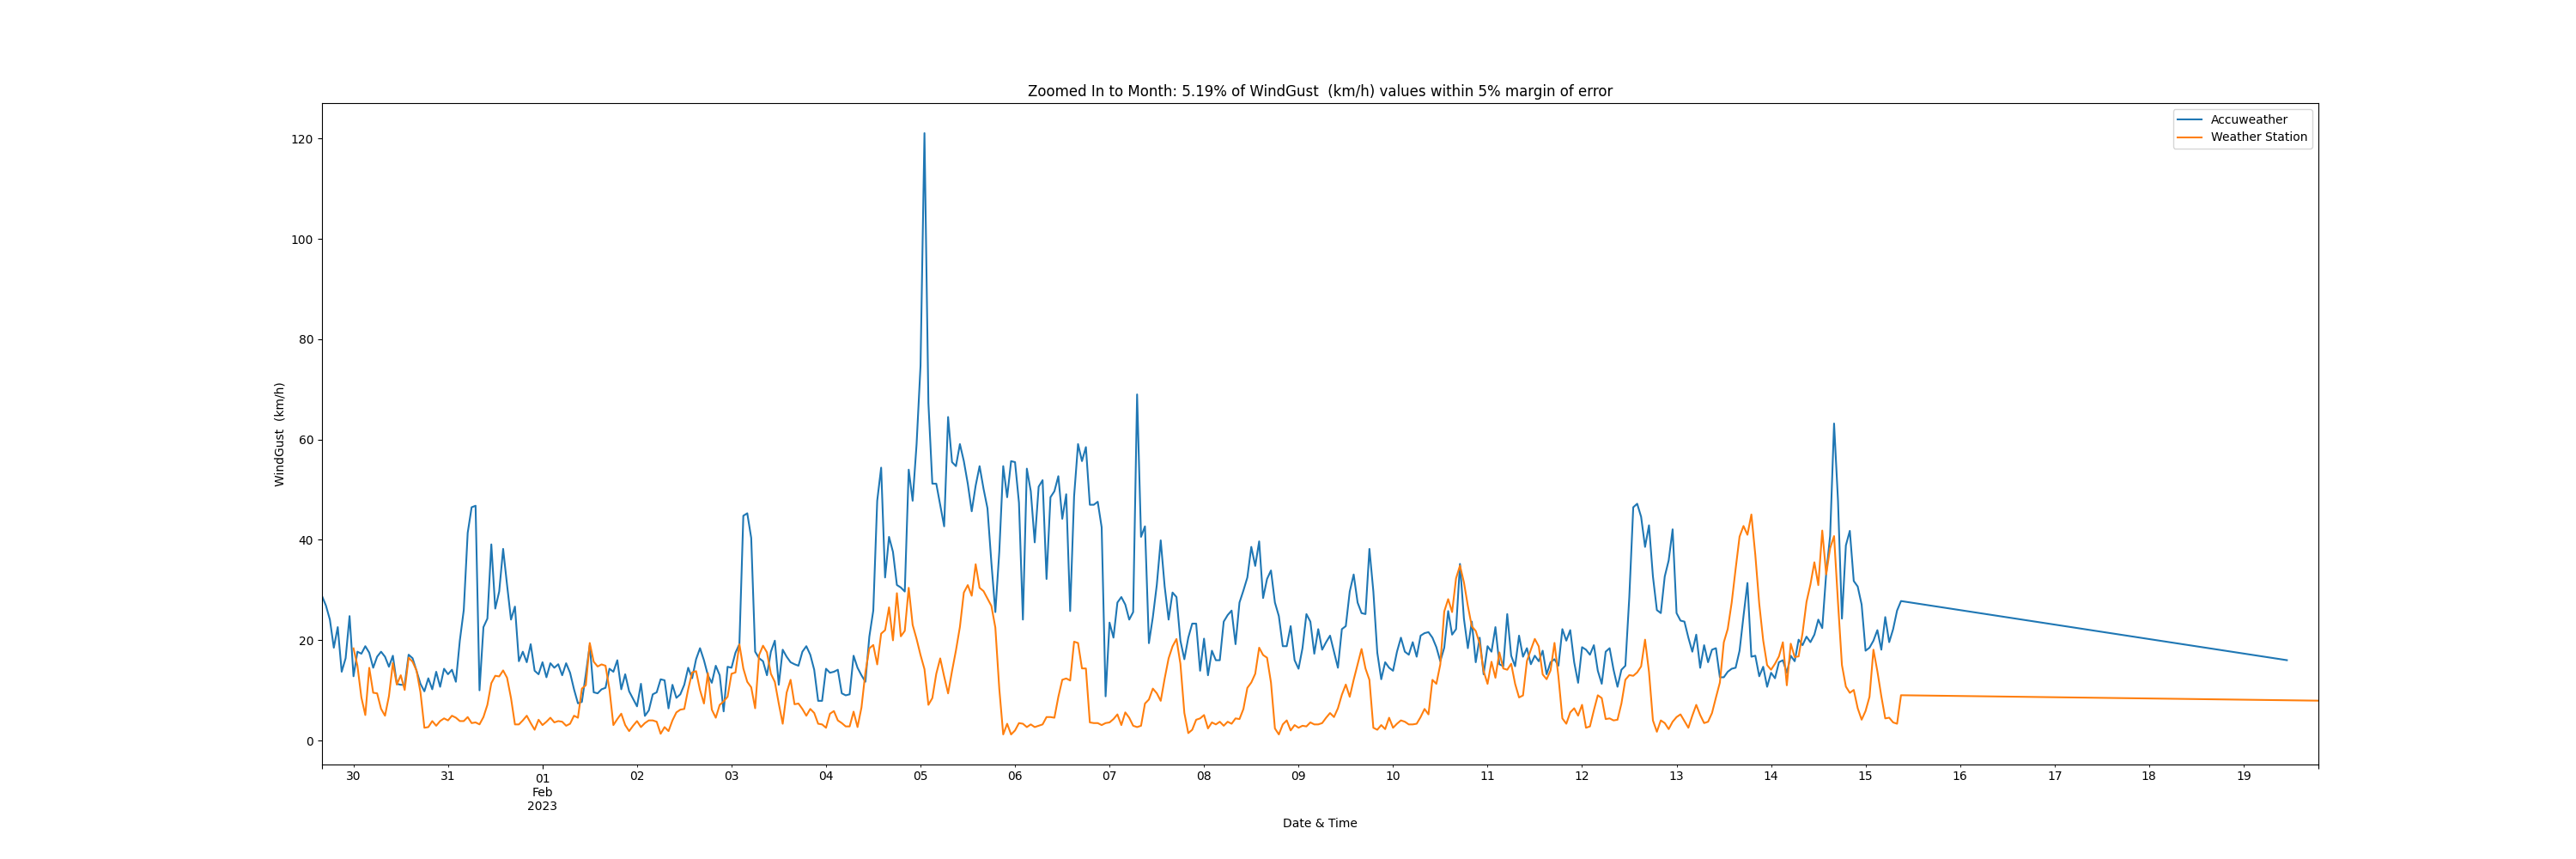 Zoomed In to Month: 5.19% of WindGust  (km/h) values within 5% margin of error
Accuweather
Weather Station
WindGust  (km/h)
120
100
80
60
40
20
0
30 31 01 02 03 04 05 06 07 08 09 10 11 12 13 14 15 16 17 18 19
Feb
2023
Date & Time